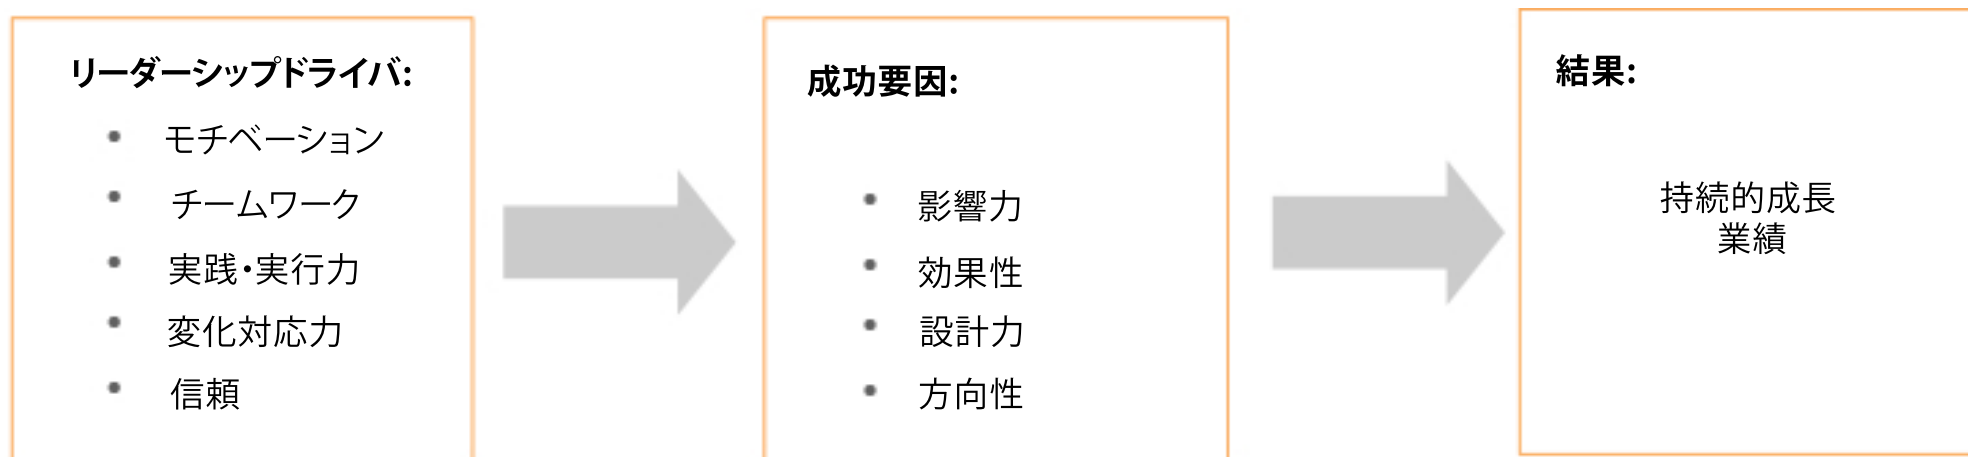 リーダーシップドライバ:
モチベーション
チームワーク
実践・実行力
変化対応力
信頼
成功要因:
影響力
効果性
設計力
方向性
結果:
持続的成長
業績